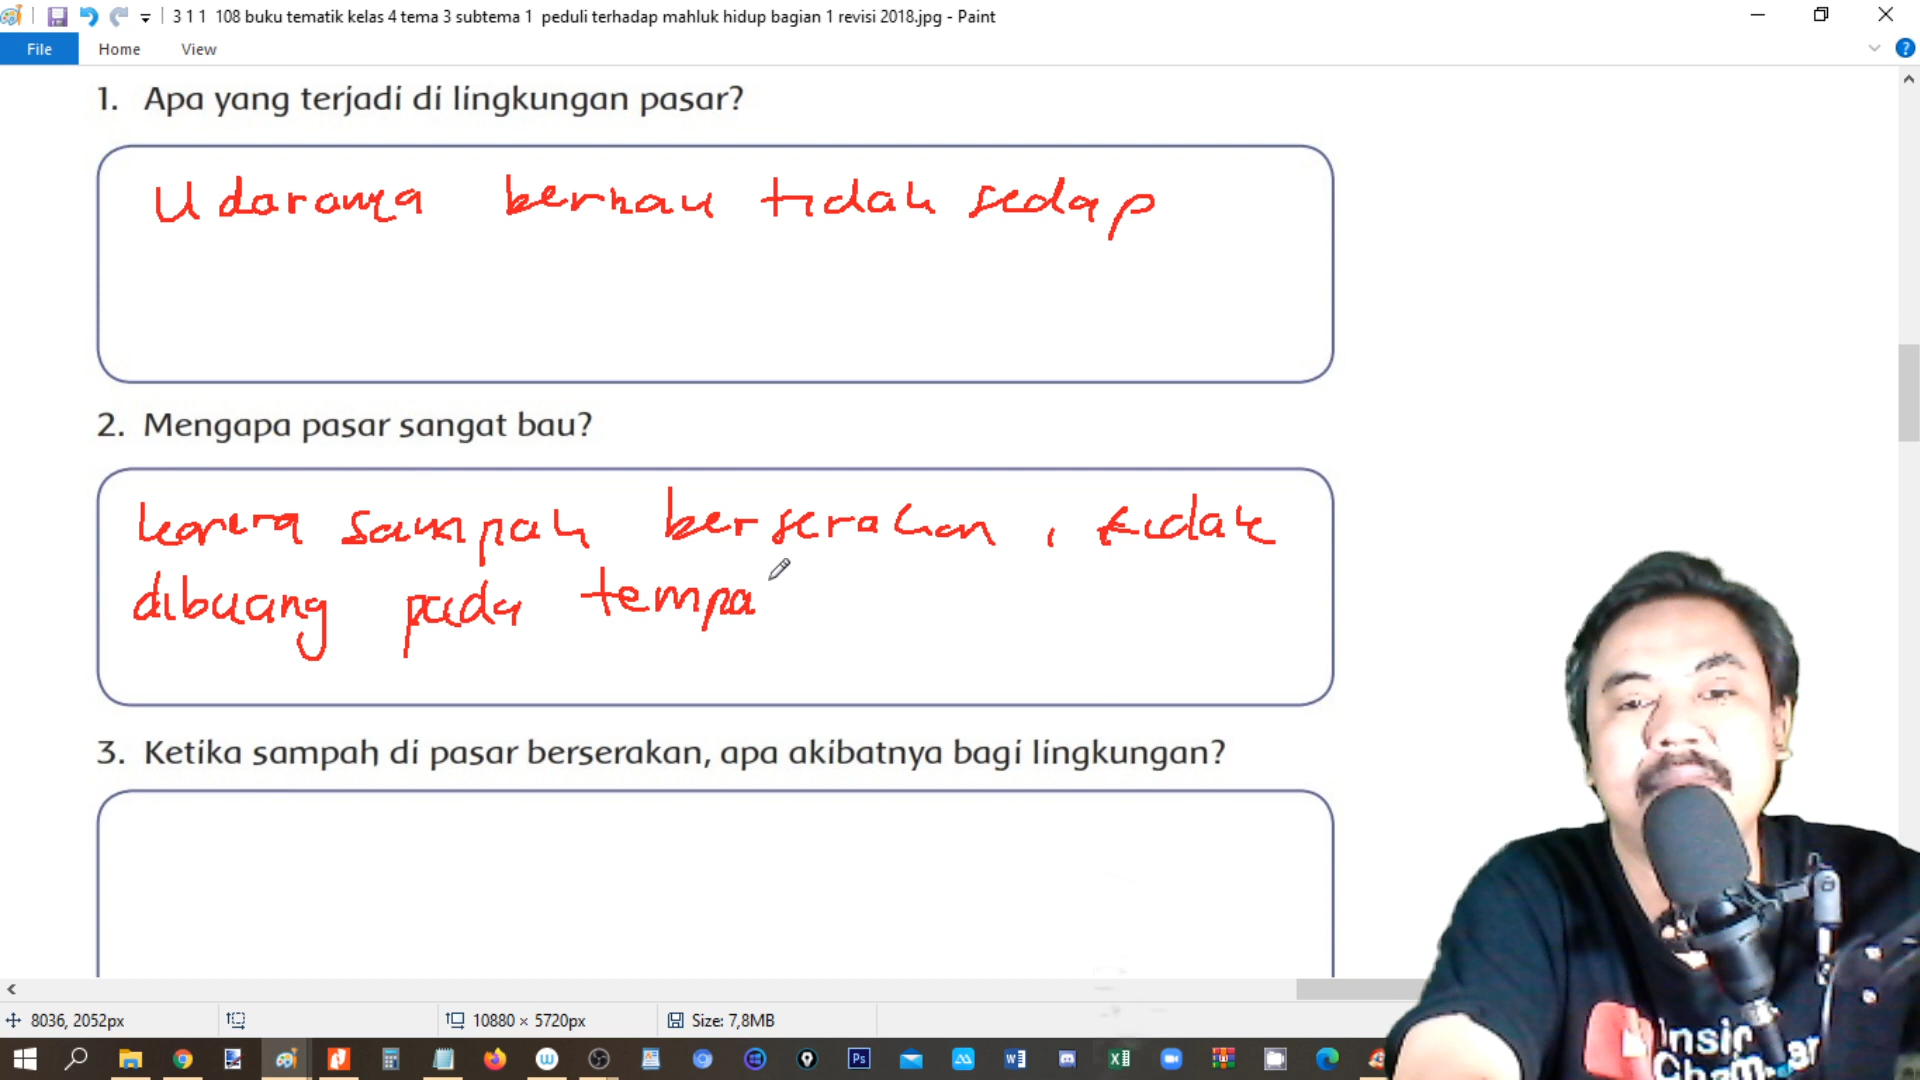 3 1 1  108 buku tematik kelas 4 tema 3 subtema 1  peduli terhadap mahluk hidup bagian 1 revisi 2018.jpg - Paint
File Home View
1. Apa yang terjadi di lingkungan pasar?
Udaranya berbau tidak sedap
2. Mengapa pasar sangat bau?
karena sampah berserakan, tidak
dibuang pada tempa
3. Ketika sampah di pasar berserakan, apa akibatnya bagi lingkungan?
8036, 2052px 10880 × 5720px Size: 7,8MB